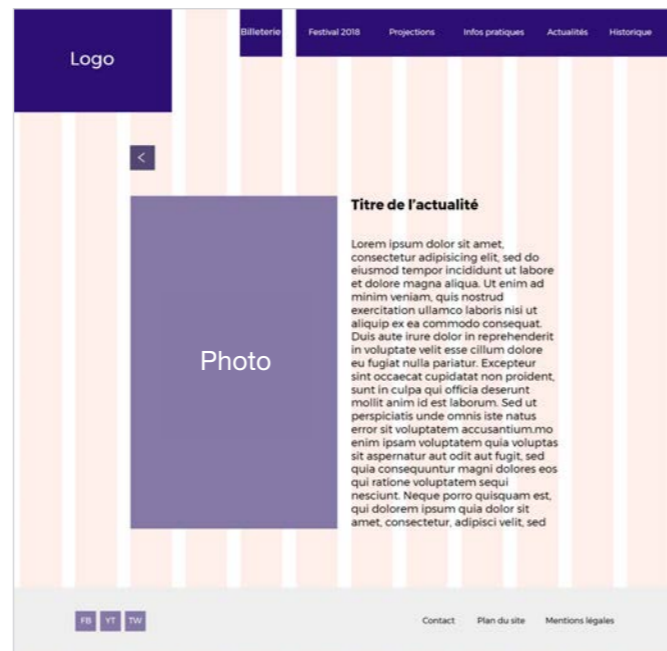 Logo
Billeterie
Festival 2018
Projections
Infos pratiques
Actualités
Historique
<
Titre de l'actualité
Lorem ipsum dolor sit amet,
consectetur adipisicing elit, sed do
eiusmod tempor incididunt ut labore
et dolore magna aliqua. Ut enim ad
minim veniam, quis nostrud
exercitation ullamco laboris nisi ut
aliquip ex ea commodo consequat.
Duis aute irure dolor in reprehenderit
in voluptate velit esse cillum dolore
eu fugiat nulla pariatur. Excepteur
sint occaecat cupidatat non proident,
sunt in culpa qui officia deserunt
mollit anim id est laborum. Sed ut
perspiciatis unde omnis iste natus
error sit voluptatem accusantium.mo
enim ipsam voluptatem quia voluptas
sit aspernatur aut odit aut fugit, sed
quia consequuntur magni dolores eos
qui ratione voluptatem sequi
nesciunt. Neque porro quisquam est,
qui dolorem ipsum quia dolor sit
amet, consectetur, adipisci velit, sed
Photo
FB YT TW
Contact
Plan du site
Mentions légales